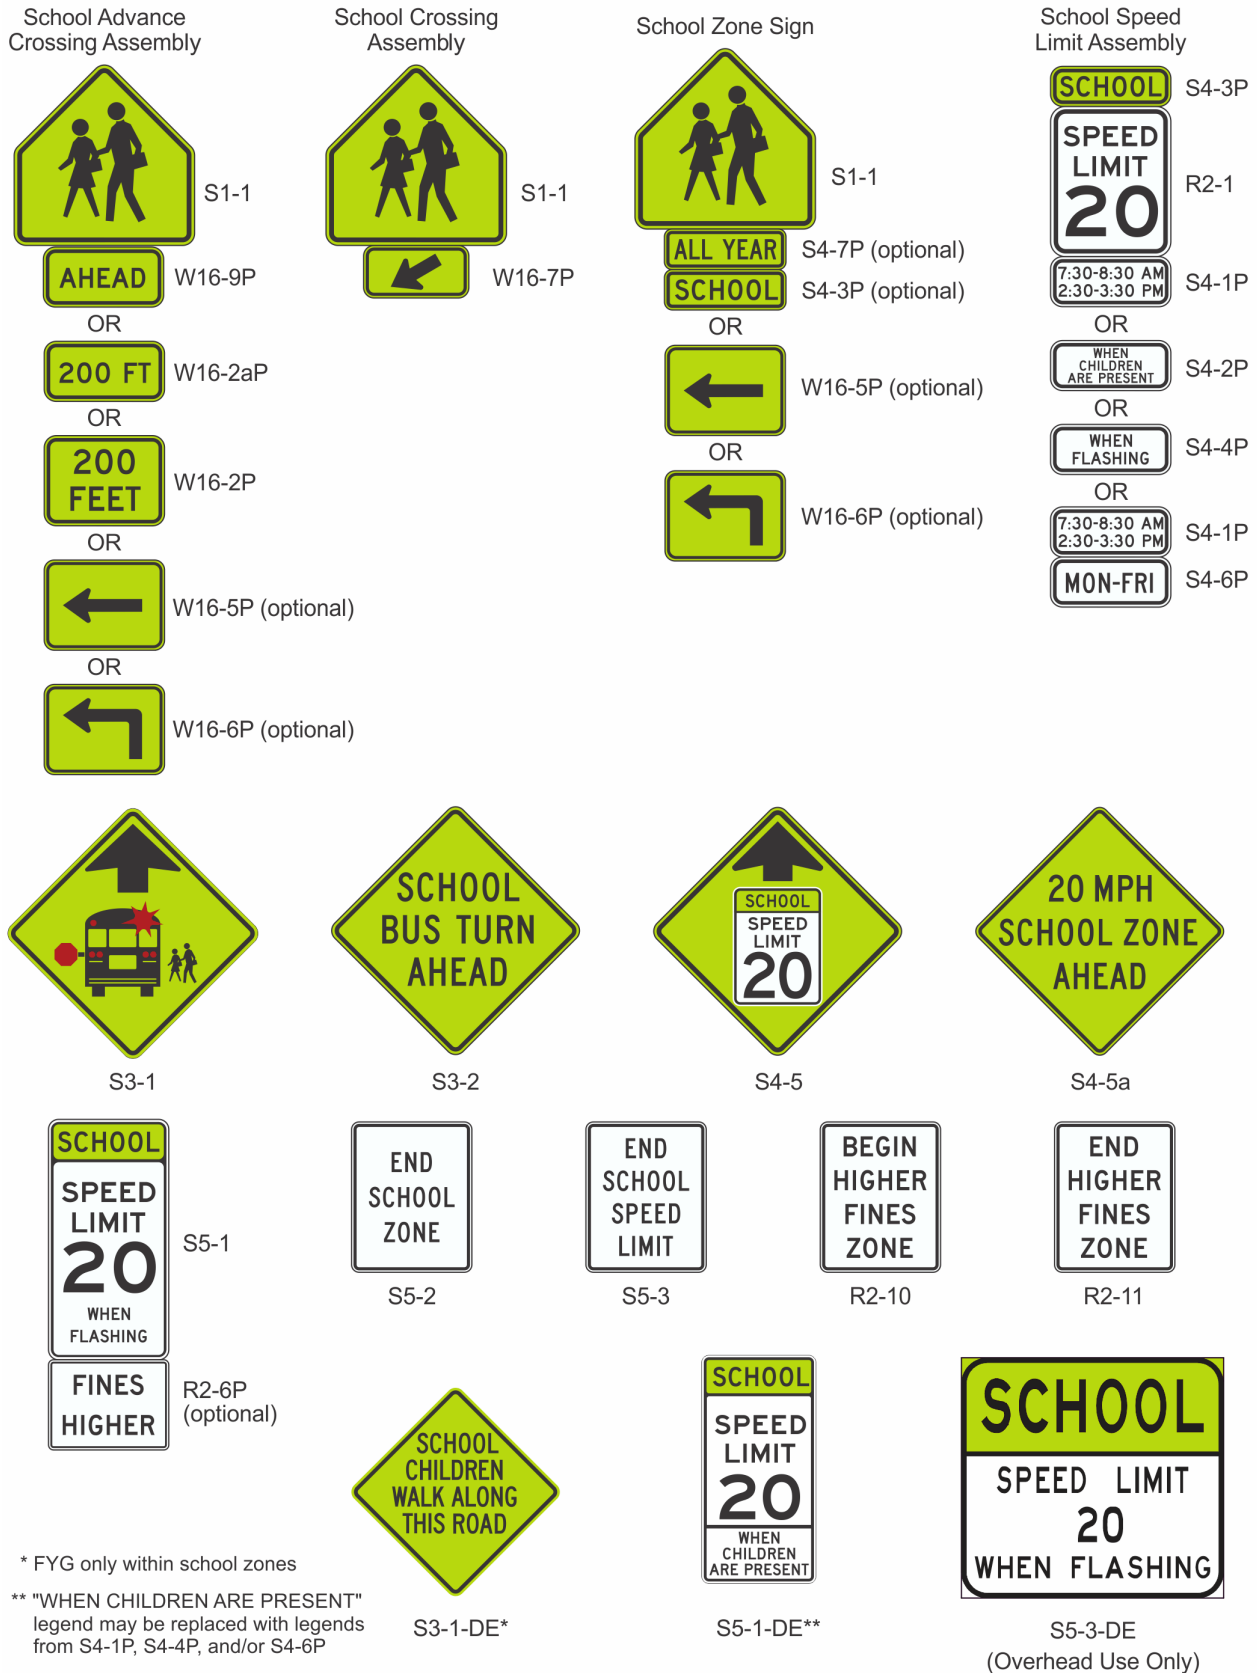 School Advance
Crossing Assembly
S1-1
AHEAD
W16-9P
OR
200 FT
W16-2aP
OR
200
FEET
W16-2P
OR
W16-5P (optional)
OR
W16-6P (optional)
School Crossing
Assembly
S1-1
W16-7P
School Zone Sign
S1-1
ALL YEAR
S4-7P (optional)
SCHOOL
S4-3P (optional)
OR
W16-5P (optional)
OR
W16-6P (optional)
School Speed
Limit Assembly
SCHOOL
S4-3P
SPEED
LIMIT
20
R2-1
7:30-8:30 AM
2:30-3:30 PM
S4-1P
OR
WHEN
CHILDREN
ARE PRESENT
S4-2P
OR
WHEN
FLASHING
S4-4P
OR
7:30-8:30 AM
2:30-3:30 PM
S4-1P
MON-FRI
S4-6P
S3-1
SCHOOL
BUS TURN
AHEAD
S3-2
SCHOOL
SPEED
LIMIT
20
S4-5
20 MPH
SCHOOL ZONE
AHEAD
S4-5a
SCHOOL
SPEED
LIMIT
20
WHEN
FLASHING
S5-1
FINES
HIGHER
R2-6P
(optional)
END
SCHOOL
ZONE
S5-2
END
SCHOOL
SPEED
LIMIT
S5-3
BEGIN
HIGHER
FINES
ZONE
R2-10
END
HIGHER
FINES
ZONE
R2-11
SCHOOL
CHILDREN
WALK ALONG
THIS ROAD
S3-1-DE*
SCHOOL
SPEED
LIMIT
20
WHEN
CHILDREN
ARE PRESENT
S5-1-DE**
SCHOOL
SPEED LIMIT
20
WHEN FLASHING
S5-3-DE
(Overhead Use Only)
* FYG only within school zones
** "WHEN CHILDREN ARE PRESENT"
legend may be replaced with legends
from S4-1P, S4-4P, and/or S4-6P